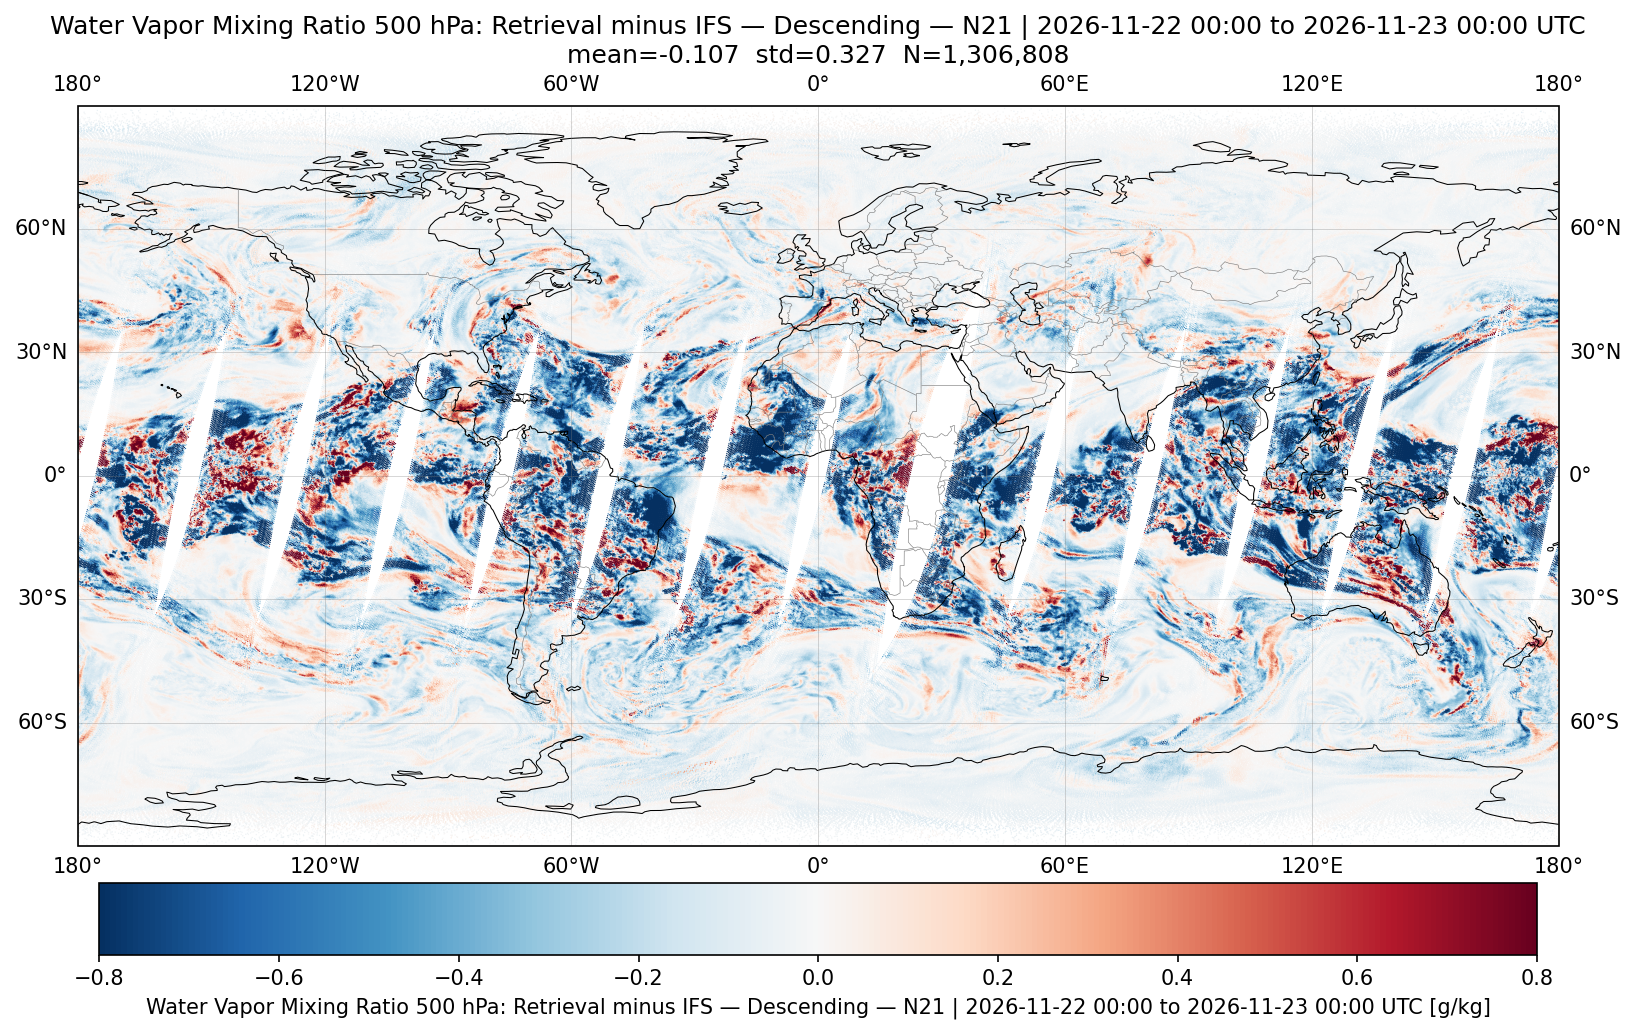 Water Vapor Mixing Ratio 500 hPa: Retrieval minus IFS — Descending — N21 | 2026-11-22 00:00 to 2026-11-23 00:00 UTC
mean=-0.107  std=0.327  N=1,306,808
180° 120°W 60°W 0° 60°E 120°E 180°
60°N 60°N
30°N 30°N
0° 0°
30°S 30°S
60°S 60°S
180° 120°W 60°W 0° 60°E 120°E 180°
−0.8 −0.6 −0.4 −0.2 0.0 0.2 0.4 0.6 0.8
Water Vapor Mixing Ratio 500 hPa: Retrieval minus IFS — Descending — N21 | 2026-11-22 00:00 to 2026-11-23 00:00 UTC [g/kg]